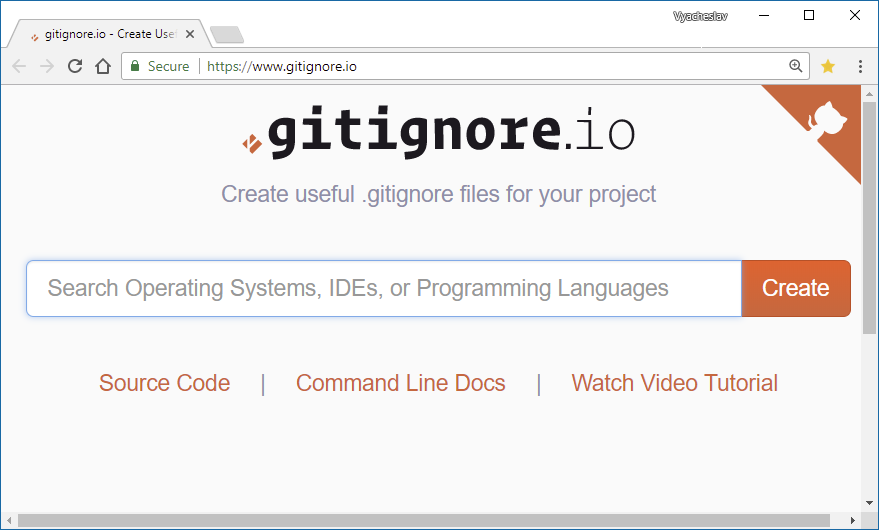 Vyacheslav
gitignore.io - Create Usef
Secure | https://www.gitignore.io
gitignore.io
Create useful .gitignore files for your project
Search Operating Systems, IDEs, or Programming Languages Create
Source Code | Command Line Docs | Watch Video Tutorial